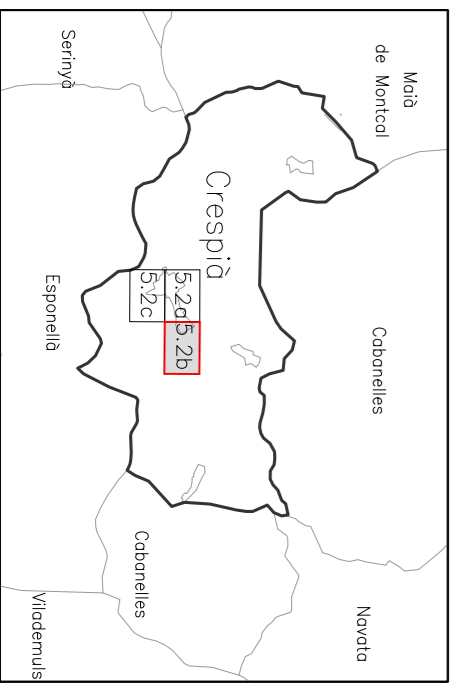 Maià
de Montcal
Serinyà
Crespià
Cabanelles
5.2a
5.2b
5.2c
Esponellà
Cabanelles
Navata
Vilademuls